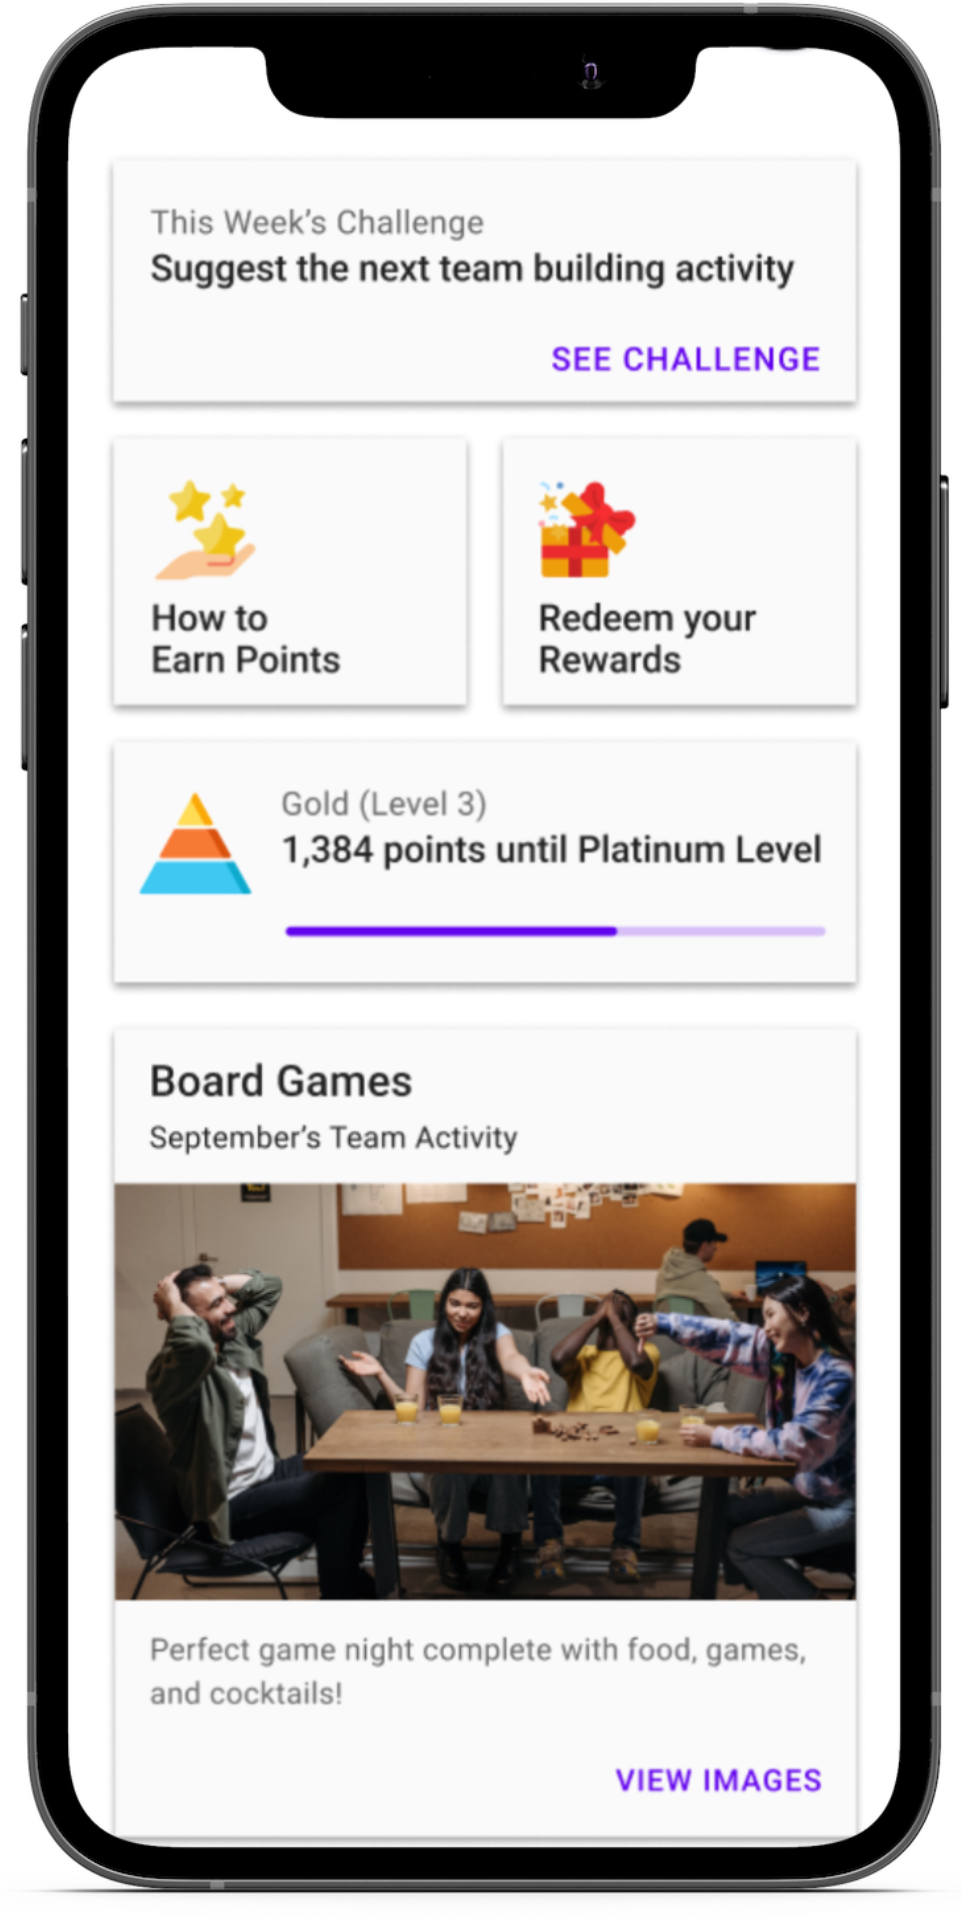 This Week's Challenge
Suggest the next team building activity
SEE CHALLENGE
How to
Earn Points
Redeem your
Rewards
Gold (Level 3)
1,384 points until Platinum Level
Board Games
September's Team Activity
Perfect game night complete with food, games,
and cocktails!
VIEW IMAGES